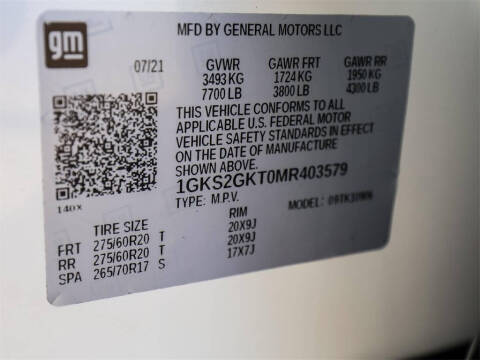 gm
MFD BY GENERAL MOTORS LLC
07/21 GVWR GAWR FRT GAWR RR
3493 KG 1724 KG 1950 KG
7700 LB 3800 LB 4300 LB
THIS VEHICLE CONFORMS TO ALL
APPLICABLE U.S. FEDERAL MOTOR
VEHICLE SAFETY STANDARDS IN EFFECT
ON THE DATE OF MANUFACTURE
SHOWN ABOVE.
1GKS2GKT0MR403579
140X TYPE: M.P.V. MODEL:
TIRE SIZE RIM
FRT 275/60R20 T 20X9J
RR 275/60R20 T 20X9J
SPA 265/70R17 S 17X7J